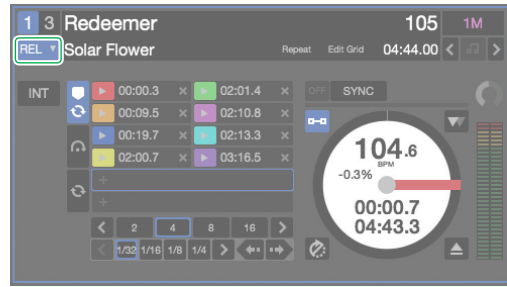 1 3 Redeemer 105 1M
REL Solar Flower Repeat Edit Grid 04:44.00
INT 00:00.3 02:01.4 OFF SYNC
00:09.5 02:10.8
00:19.7 02:13.3
02:00.7 03:16.5
104.6
BPM
-0.3%
00:00.7
04:43.3
2 4 8 16
1/32 1/16 1/8 1/4